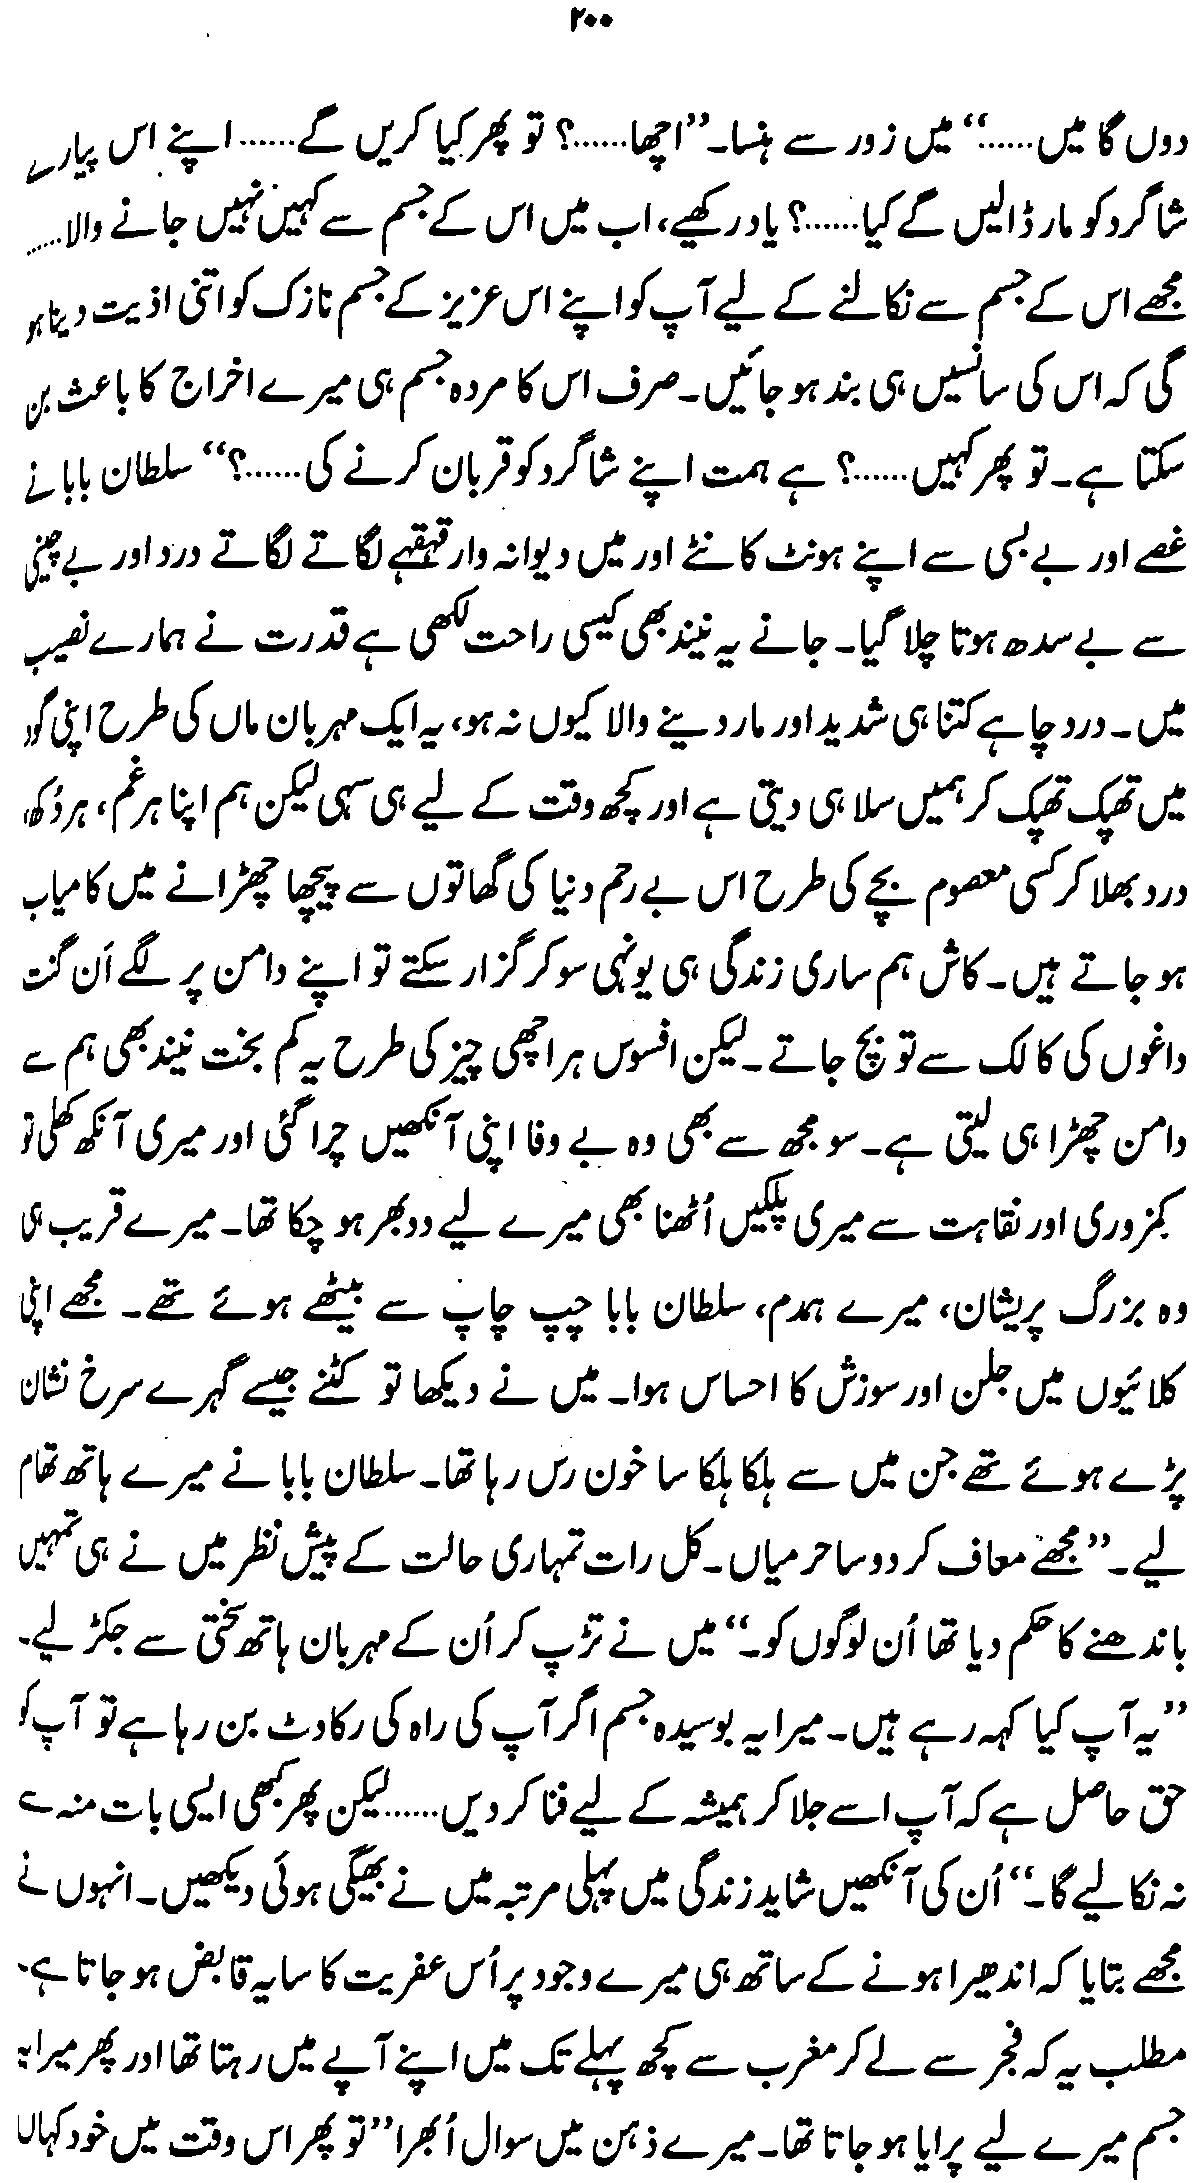 ۲۰۰
دوں گا میں......“ میں زور سے ہنسا۔ ”اچھا......؟ تو پھر کیا کریں گے...... اپنے اس پیارے
شاگرد کو مار ڈالیں گے کیا......؟ یاد رکھیے، اب میں اس کے جسم سے کہیں نہیں جانے والا.....
مجھے اس کے جسم سے نکالنے کے لیے آپ کو اپنے اس عزیز کے جسم نازک کو اتنی اذیت دینا ہو
گی کہ اس کی سانسیں ہی بند ہو جائیں۔ صرف اس کا مردہ جسم ہی میرے اخراج کا باعث بن
سکتا ہے۔ تو پھر کہیں......؟ ہے ہمت اپنے شاگرد کو قربان کرنے کی......؟“ سلطان بابا نے
غصے اور بے بسی سے اپنے ہونٹ کاٹے اور میں دیوانہ وار قہقہے لگاتے لگاتے درد اور بے چینی
سے بے سدھ ہوتا چلا گیا۔ جانے یہ نیند بھی کیسی راحت لکھی ہے قدرت نے ہمارے نصیب
میں۔ درد چاہے کتنا ہی شدید اور مار دینے والا کیوں نہ ہو، یہ ایک مہربان ماں کی طرح اپنی گود
میں تھپک تھپک کر ہمیں سلا ہی دیتی ہے اور کچھ وقت کے لیے ہی سہی لیکن ہم اپنا ہر غم، ہر دُکھ،
درد بھلا کر کسی معصوم بچے کی طرح اس بے رحم دنیا کی گھاتوں سے پیچھا چھڑانے میں کامیاب
ہو جاتے ہیں۔ کاش ہم ساری زندگی ہی یونہی سو کر گزار سکتے تو اپنے دامن پر لگے اَن گنت
داغوں کی کالک سے تو بچ جاتے۔ لیکن افسوس ہر اچھی چیز کی طرح یہ کم بخت نیند بھی ہم سے
دامن چھڑا ہی لیتی ہے۔ سو مجھ سے بھی وہ بے وفا اپنی آنکھیں چرا گئی اور میری آنکھ کھلی تو
کمزوری اور نقاہت سے میری پلکیں اُٹھنا بھی میرے لیے دوبھر ہو چکا تھا۔ میرے قریب ہی
وہ بزرگ پریشان، میرے ہمدم، سلطان بابا چپ چاپ سے بیٹھے ہوئے تھے۔ مجھے اپنی
کلائیوں میں جلن اور سوزش کا احساس ہوا۔ میں نے دیکھا تو کٹنے جیسے گہرے سرخ نشان
پڑے ہوئے تھے جن میں سے ہلکا ہلکا سا خون رس رہا تھا۔ سلطان بابا نے میرے ہاتھ تھام
لیے۔ ”مجھے معاف کر دو ساحر میاں۔ کل رات تمہاری حالت کے پیش نظر میں نے ہی تمہیں
باندھنے کا حکم دیا تھا اُن لوگوں کو۔“ میں نے تڑپ کر اُن کے مہربان ہاتھ سختی سے جکڑ لیے۔
”یہ آپ کیا کہہ رہے ہیں۔ میرا یہ بوسیدہ جسم اگر آپ کی راہ کی رکاوٹ بن رہا ہے تو آپ کو
حق حاصل ہے کہ آپ اسے جلا کر ہمیشہ کے لیے فنا کر دیں...... لیکن پھر کبھی ایسی بات منہ سے
نہ نکالیے گا۔“ اُن کی آنکھیں شاید زندگی میں پہلی مرتبہ میں نے بھیگی ہوئی دیکھیں۔ انہوں نے
مجھے بتایا کہ اندھیرا ہونے کے ساتھ ہی میرے وجود پر اُس عفریت کا سایہ قابض ہو جاتا ہے۔
مطلب یہ کہ فجر سے لے کر مغرب سے کچھ پہلے تک میں اپنے آپے میں رہتا تھا اور پھر میرا یہ
جسم میرے لیے پرایا ہو جاتا تھا۔ میرے ذہن میں سوال اُبھرا ”تو پھر اس وقت میں خود کہاں